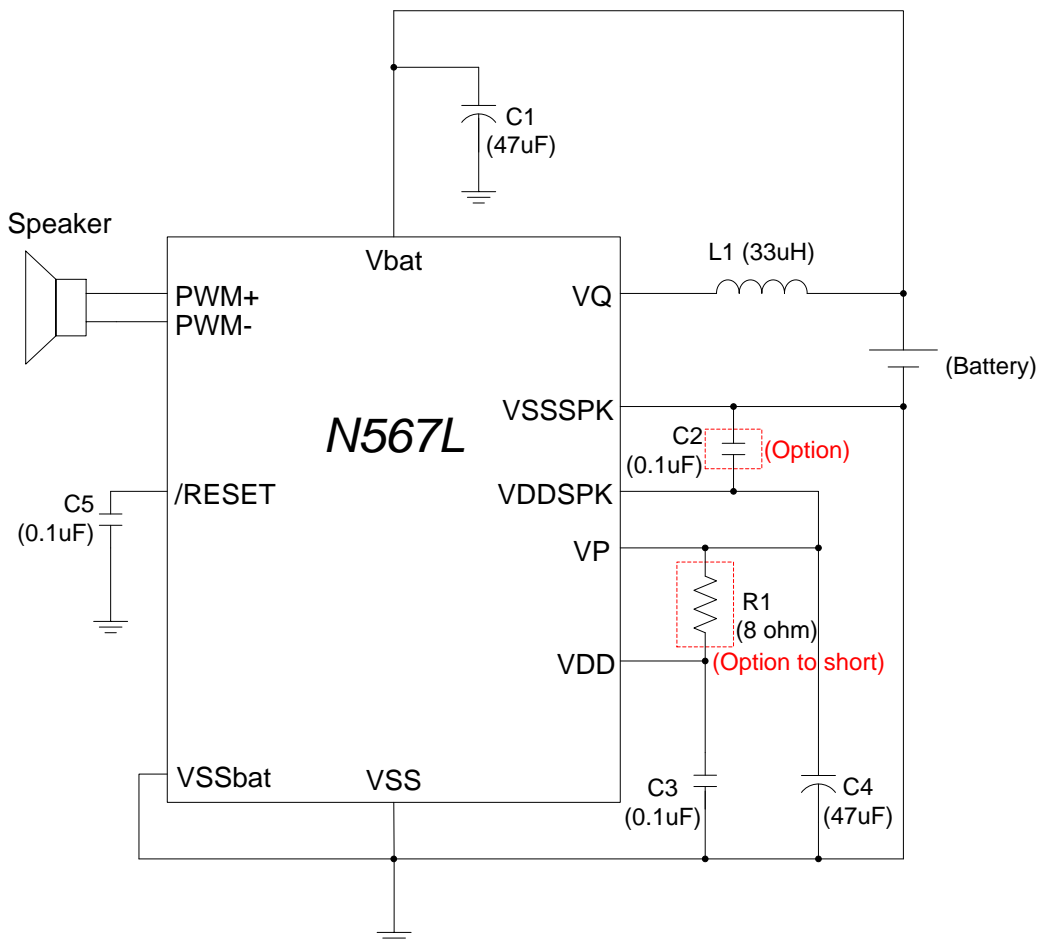 C1
(47uF)
Speaker
Vbat
L1 (33uH)
PWM+
VQ
PWM-
(Battery)
VSSSPK
N567L
C2
(0.1uF)
(Option)
/RESET
VDDSPK
C5
(0.1uF)
VP
R1
(8 ohm)
VDD
(Option to short)
VSSbat
VSS
C3
(0.1uF)
C4
(47uF)